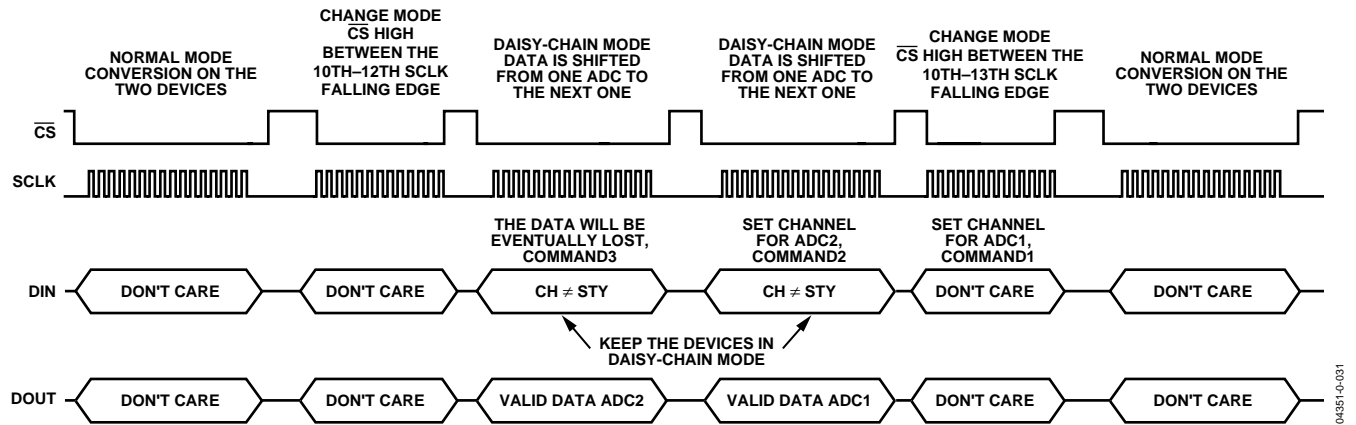 NORMAL MODE
CONVERSION ON THE
TWO DEVICES
CHANGE MODE
CS HIGH
BETWEEN THE
10TH–12TH SCLK
FALLING EDGE
DAISY-CHAIN MODE
DATA IS SHIFTED
FROM ONE ADC TO
THE NEXT ONE
DAISY-CHAIN MODE
DATA IS SHIFTED
FROM ONE ADC TO
THE NEXT ONE
CHANGE MODE
CS HIGH BETWEEN THE
10TH–13TH SCLK
FALLING EDGE
NORMAL MODE
CONVERSION ON THE
TWO DEVICES
CS
SCLK
THE DATA WILL BE
EVENTUALLY LOST,
COMMAND3
SET CHANNEL
FOR ADC2,
COMMAND2
SET CHANNEL
FOR ADC1,
COMMAND1
DIN
DON'T CARE
DON'T CARE
CH ≠ STY
CH ≠ STY
DON'T CARE
DON'T CARE
KEEP THE DEVICES IN
DAISY-CHAIN MODE
DOUT
DON'T CARE
DON'T CARE
VALID DATA ADC2
VALID DATA ADC1
DON'T CARE
DON'T CARE
04351-0-031